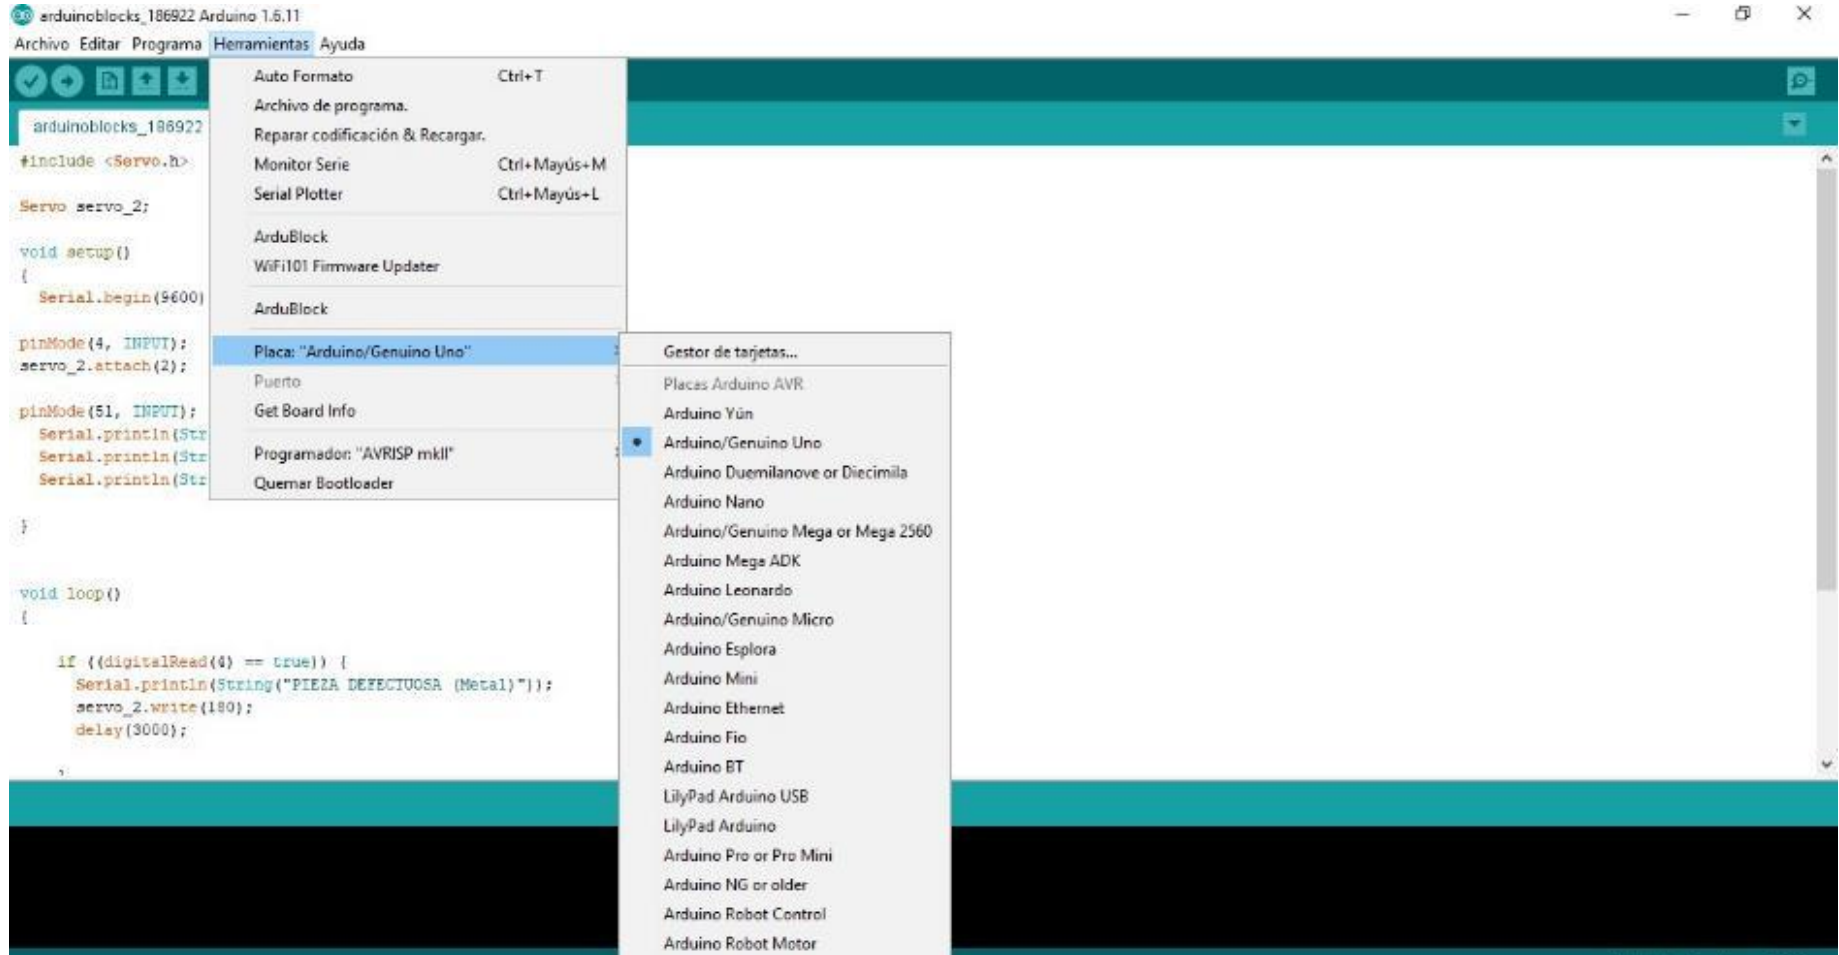 arduinoblocks_186922 Arduino 1.6.11
Archivo Editar Programa Herramientas Ayuda
arduinoblocks_186922
#include <Servo.h>
Servo servo_2;
void setup()
{
Serial.begin(9600)
pinMode(4, INPUT);
servo_2.attach(2);
pinMode(51, INPUT);
Serial.println(Str
Serial.println(Str
Serial.println(Str
}
void loop()
{
if ((digitalRead(4) == true)) {
Serial.println(String("PIEZA DEFECTUOSA (Metal)"));
servo_2.write(180);
delay(3000);
Auto Formato Ctrl+T
Archivo de programa.
Reparar codificación & Recargar.
Monitor Serie Ctrl+Mayús+M
Serial Plotter Ctrl+Mayús+L
ArduBlock
WiFi101 Firmware Updater
ArduBlock
Placa: "Arduino/Genuino Uno"
Puerto
Get Board Info
Programador: "AVRISP mkII"
Quemar Bootloader
Gestor de tarjetas...
Placas Arduino AVR
Arduino Yún
Arduino/Genuino Uno
Arduino Duemilanove or Diecimila
Arduino Nano
Arduino/Genuino Mega or Mega 2560
Arduino Mega ADK
Arduino Leonardo
Arduino/Genuino Micro
Arduino Esplora
Arduino Mini
Arduino Ethernet
Arduino Fio
Arduino BT
LilyPad Arduino USB
LilyPad Arduino
Arduino Pro or Pro Mini
Arduino NG or older
Arduino Robot Control
Arduino Robot Motor